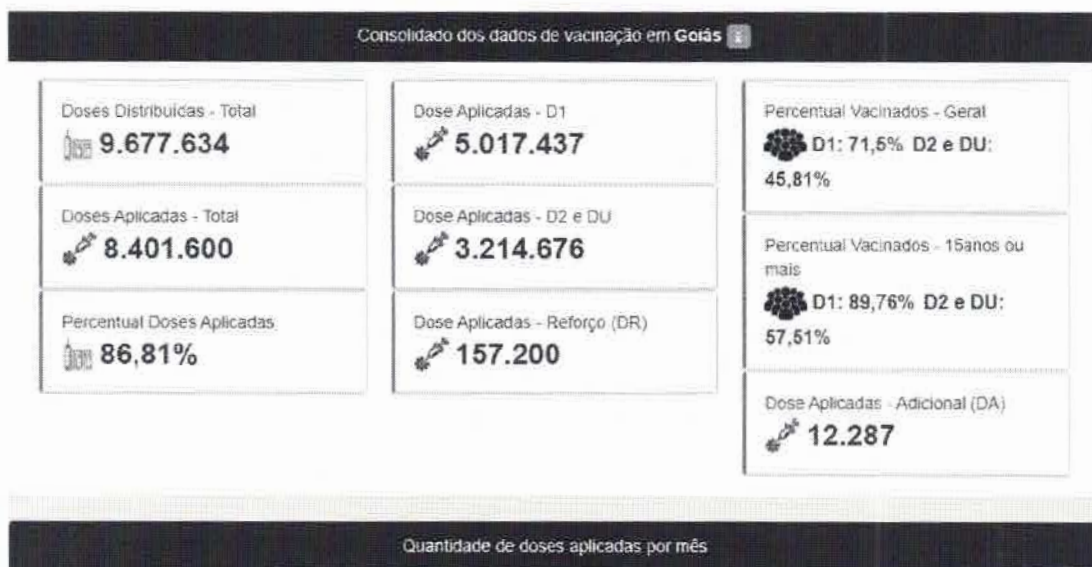 Consolidado dos dados de vacinação em Goiás
Doses Distribuídas - Total
9.677.634
Doses Aplicadas - Total
8.401.600
Percentual Doses Aplicadas
86,81%
Dose Aplicadas - D1
5.017.437
Dose Aplicadas - D2 e DU
3.214.676
Dose Aplicadas - Reforço (DR)
157.200
Percentual Vacinados - Geral
D1: 71,5% D2 e DU:
45,81%
Percentual Vacinados - 15anos ou
mais
D1: 89,76% D2 e DU:
57,51%
Dose Aplicadas - Adicional (DA)
12.287
Quantidade de doses aplicadas por mês